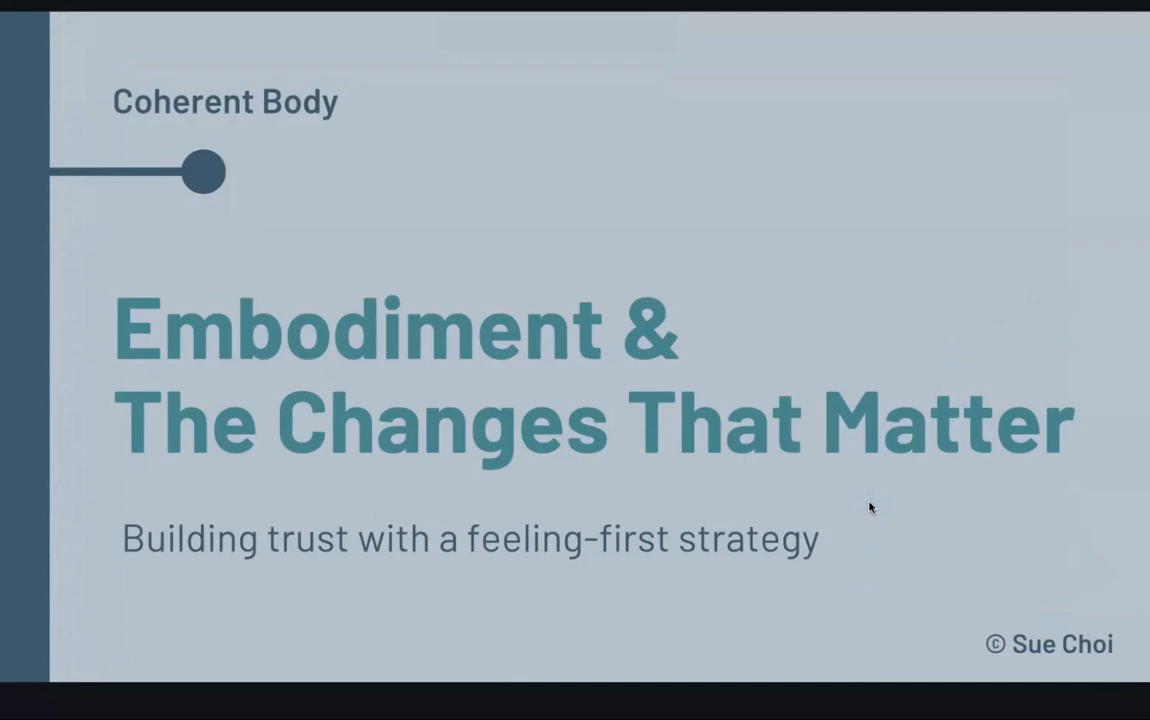 Coherent Body
Embodiment &
The Changes That Matter
Building trust with a feeling-first strategy
© Sue Choi